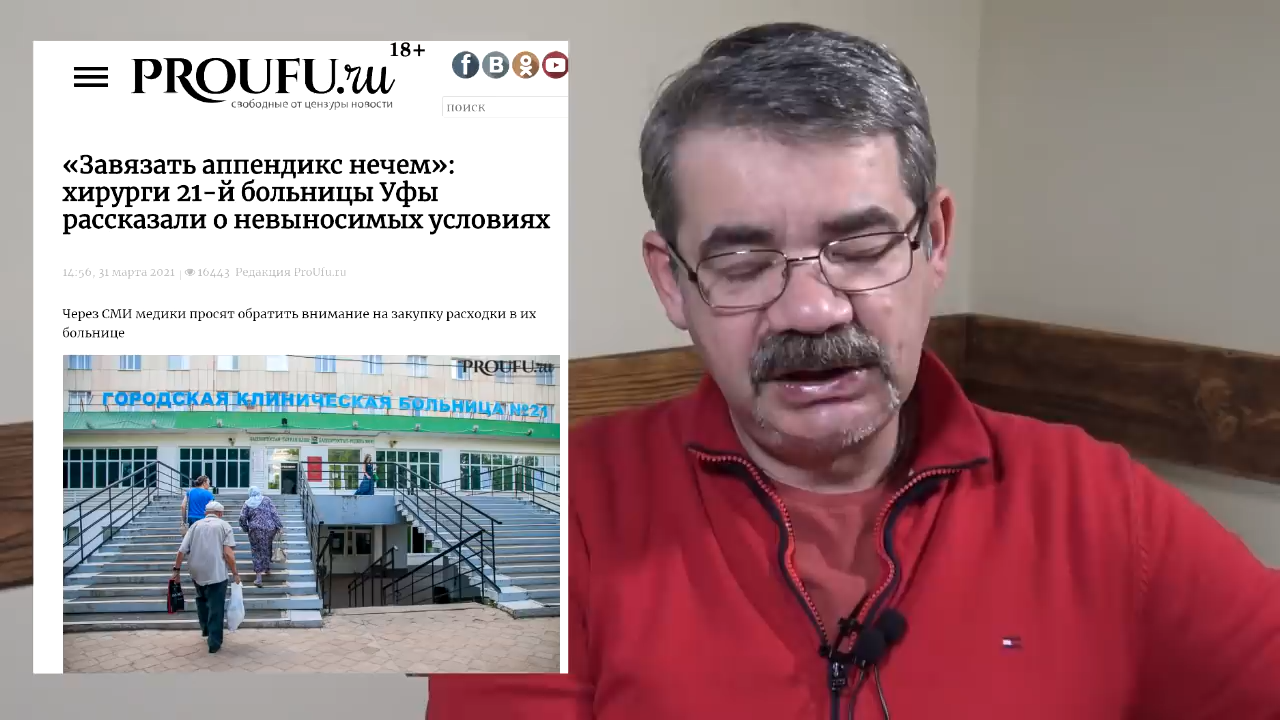 18+
PROUFU.ru
свободные от цензуры новости
поиск
«Завязать аппендикс нечем»:
хирурги 21-й больницы Уфы
рассказали о невыносимых условиях
14:56, 31 марта 2021 | 16443 Редакция ProUfu.ru
Через СМИ медики просят обратить внимание на закупку расходки в их
больнице
PROUFU.ru
ГОРОДСКАЯ КЛИНИЧЕСКАЯ БОЛЬНИЦА №21